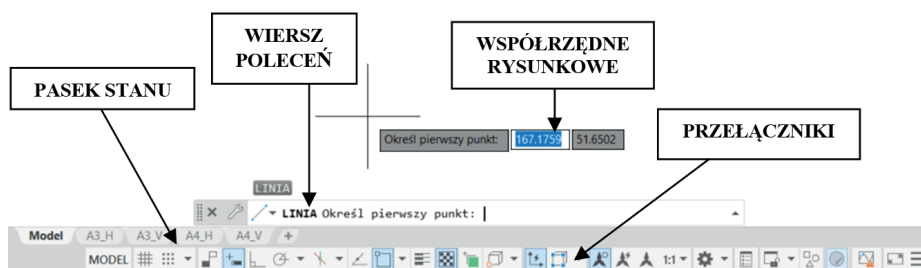 WIERSZ
POLECEŃ
WSPÓŁRZĘDNE
RYSUNKOWE
PASEK STANU
PRZEŁĄCZNIKI
Określ pierwszy punkt: 167.1759 51.6502
LINIA
LINIA Określ pierwszy punkt:
Model A3_H A3_V A4_H A4_V +
MODEL 1:1